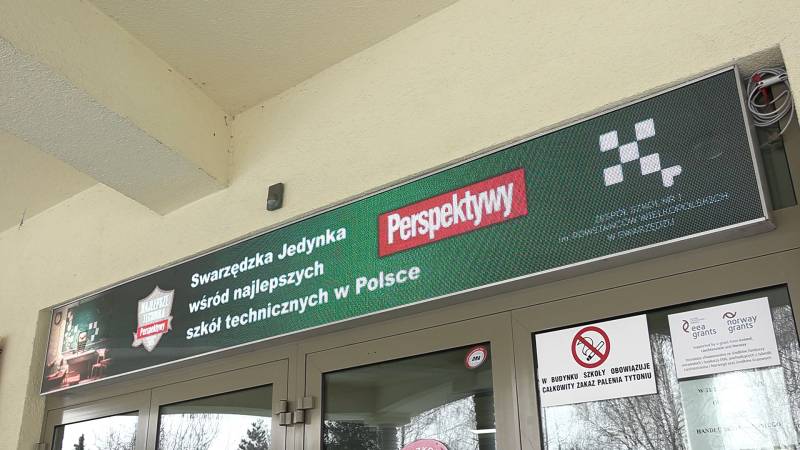 Swarzędzka Jedynka
wśród najlepszych
szkół technicznych w Polsce
Perspektywy
NAJLEPSZE
TECHNIKA
Perspektywy
ZESPÓŁ SZKÓŁ NR 1
IM. POWSTAŃCÓW WIELKOPOLSKICH
W SWARZĘDZU
W BUDYNKU SZKOŁY OBOWIĄZUJE
CAŁKOWITY ZAKAZ PALENIA TYTONIU
eea
grants
norway
grants